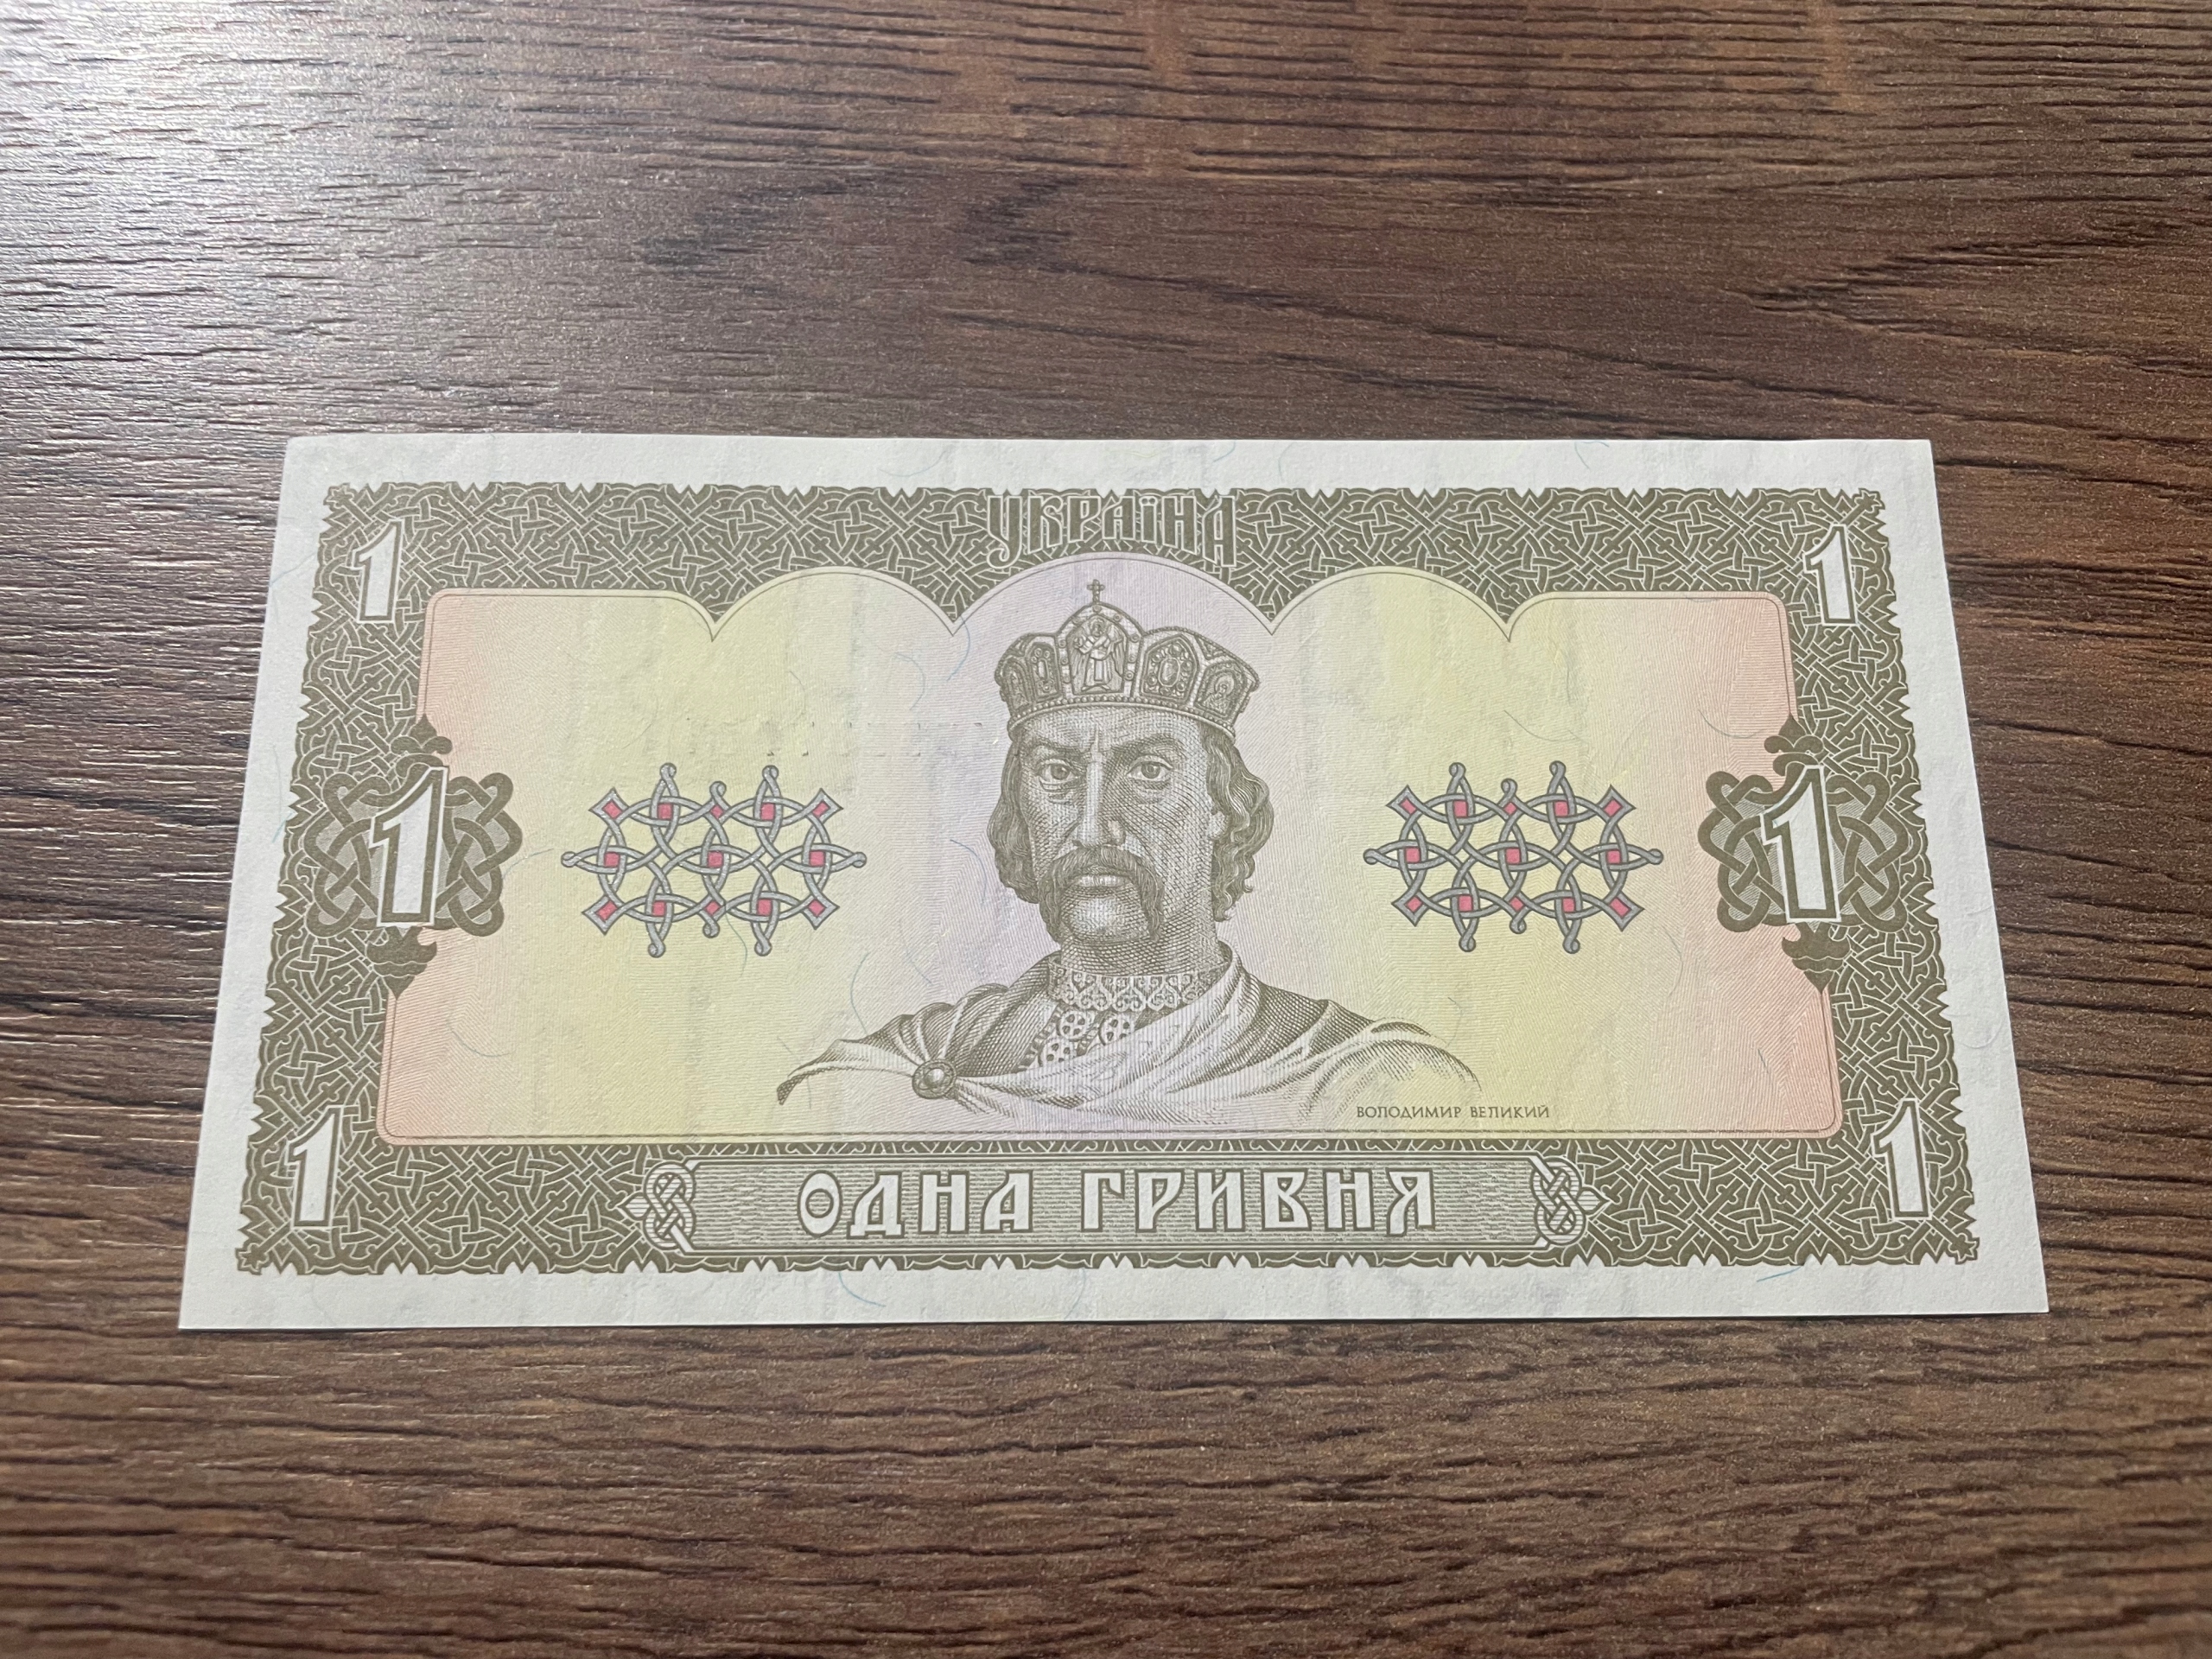 УКРАЇНА
1 1
1 1
ВОЛОДИМИР ВЕЛИКИЙ
1 1
ОДНА ГРИВНЯ